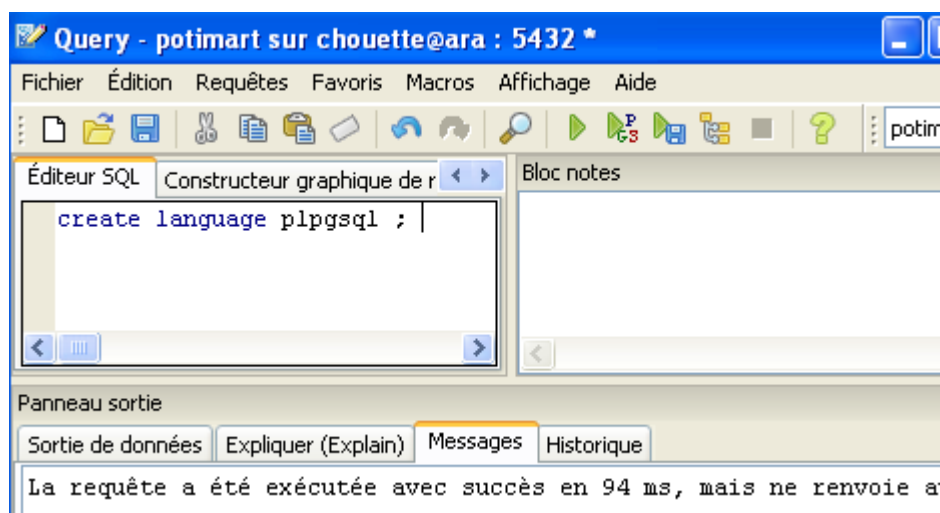 Query - potimart sur chouette@ara : 5432 *
Fichier Édition Requêtes Favoris Macros Affichage Aide
potim
Éditeur SQL Constructeur graphique de r Bloc notes
create language plpgsql ;
Panneau sortie
Sortie de données Expliquer (Explain) Messages Historique
La requête a été exécutée avec succès en 94 ms, mais ne renvoie